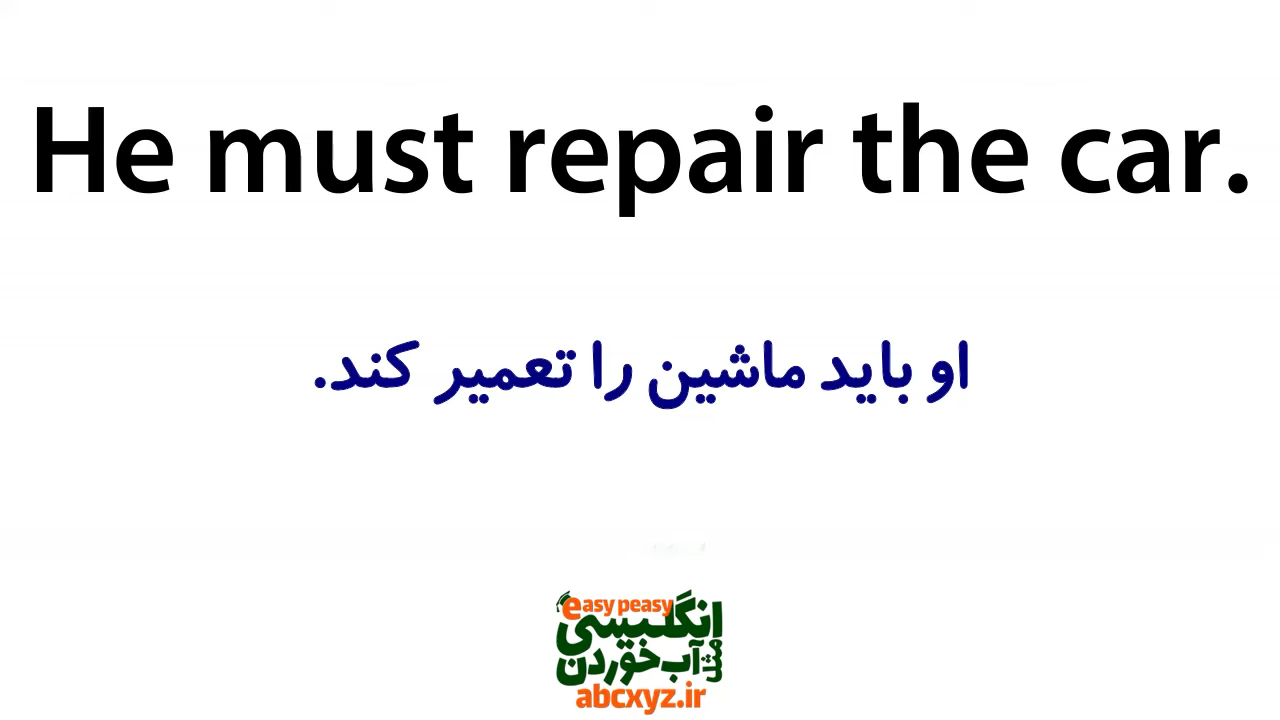 He must repair the car.
او باید ماشین را تعمیر کند.
easy peasy
انگلیسی
مثل آب خوردن
abcxyz.ir